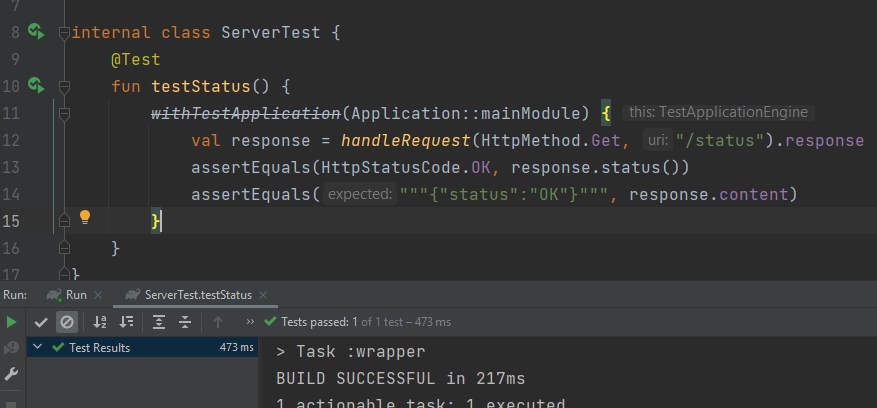 7
8 internal class ServerTest {
9 @Test
10 fun testStatus() {
11 withTestApplication(Application::mainModule) { this: TestApplicationEngine
12 val response = handleRequest(HttpMethod.Get, uri: "/status").response
13 assertEquals(HttpStatusCode.OK, response.status())
14 assertEquals( expected: """{"status":"OK"}""", response.content)
15 }
16 }
17 }
Run: Run × ServerTest.testStatus ×
» Tests passed: 1 of 1 test – 473 ms
Test Results 473 ms
> Task :wrapper
BUILD SUCCESSFUL in 217ms
1 actionable task: 1 executed